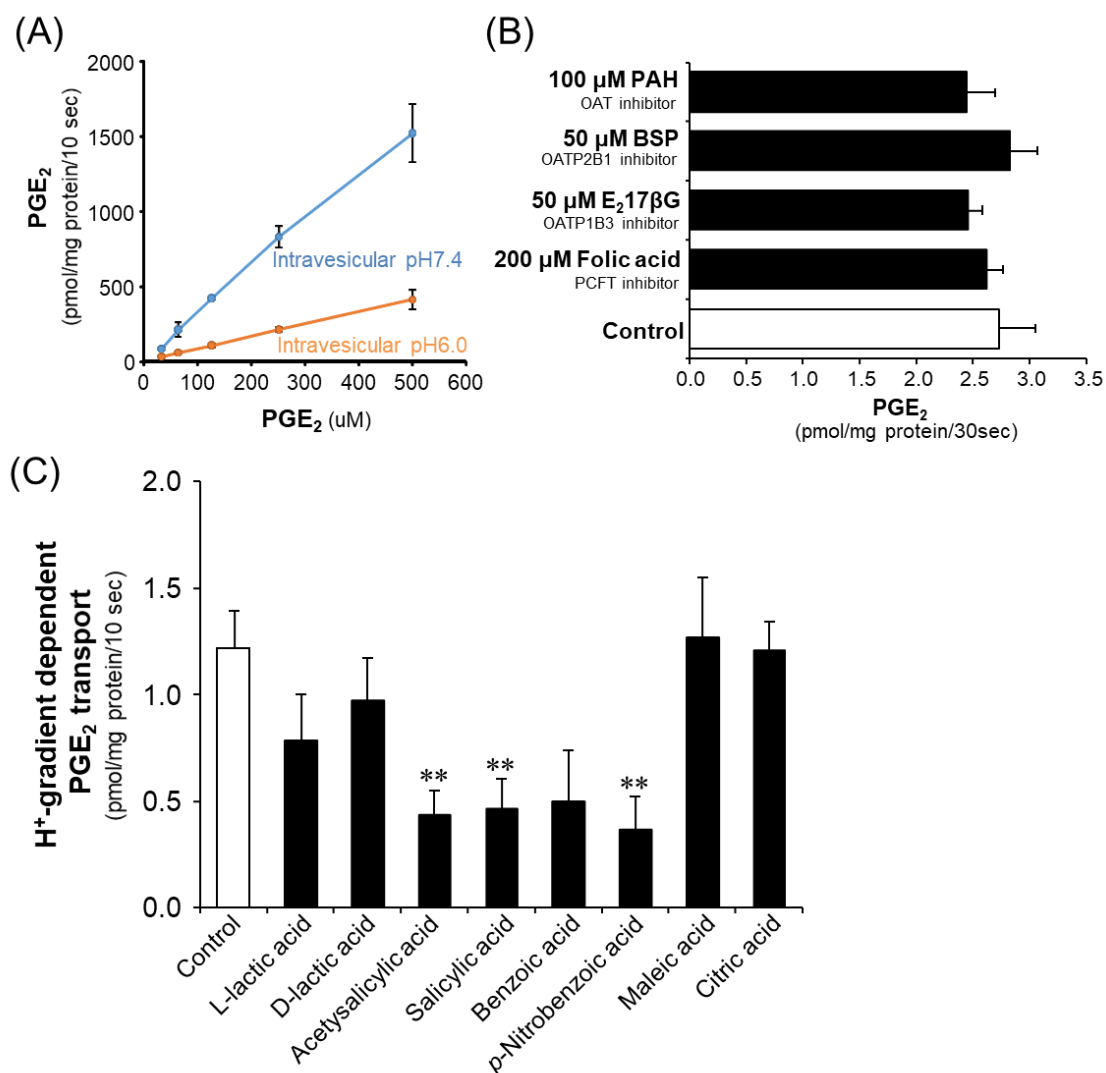 (A)
2000
1500
1000
500
0
PGE₂
(pmol/mg protein/10 sec)
Intravesicular pH7.4
Intravesicular pH6.0
0 100 200 300 400 500 600
PGE₂ (uM)
(B)
100 µM PAH
OAT inhibitor
50 µM BSP
OATP2B1 inhibitor
50 µM E₂17βG
OATP1B3 inhibitor
200 µM Folic acid
PCFT inhibitor
Control
0.0 0.5 1.0 1.5 2.0 2.5 3.0 3.5
PGE₂
(pmol/mg protein/30sec)
(C)
H⁺-gradient dependent
PGE₂ transport
(pmol/mg protein/10 sec)
2.0
1.5
1.0
0.5
0.0
** ** **
Control
L-lactic acid
D-lactic acid
Acetysalicylic acid
Salicylic acid
Benzoic acid
p-Nitrobenzoic acid
Maleic acid
Citric acid